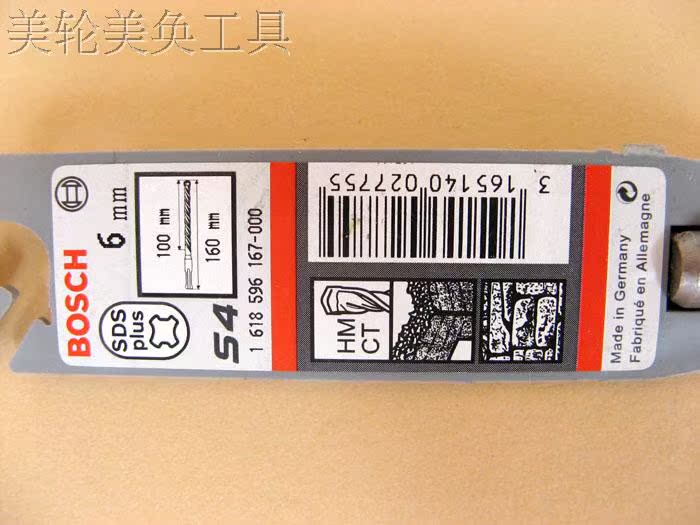 美轮美奂工具
BOSCH
6 mm
100 mm
160 mm
SDS
plus
S4
1 618 596 167-000
3 165140 027755
HM
CT
Made in Germany
Fabriqué en Allemagne